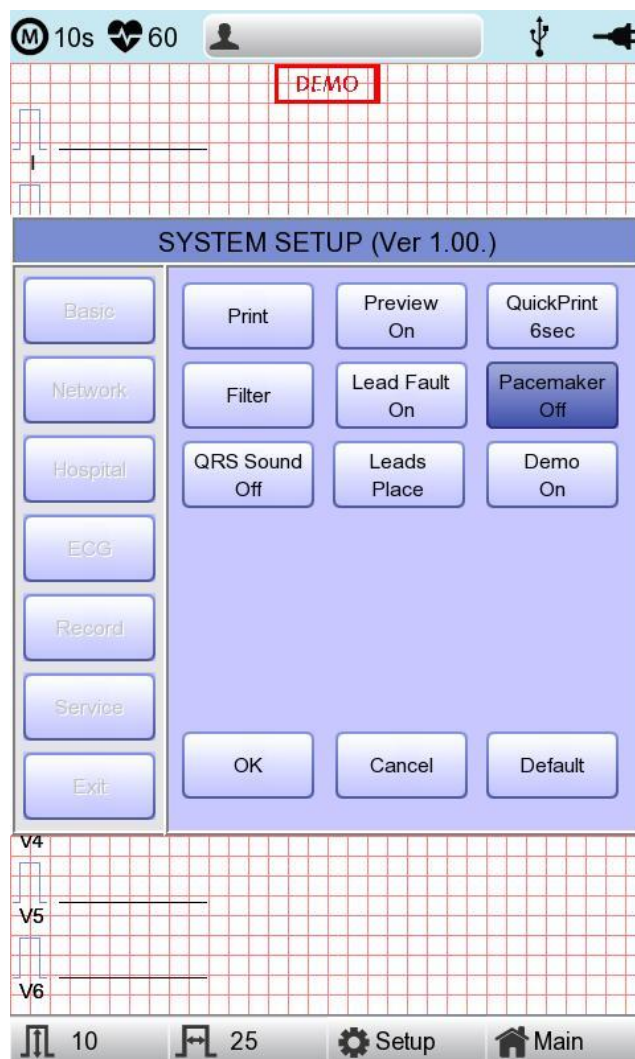 M 10s 60
DEMO
I
SYSTEM SETUP (Ver 1.00.)
Basic
Network
Hospital
ECG
Record
Service
Exit
Print
Preview
On
QuickPrint
6sec
Filter
Lead Fault
On
Pacemaker
Off
QRS Sound
Off
Leads
Place
Demo
On
OK
Cancel
Default
V4
V5
V6
10
25
Setup
Main